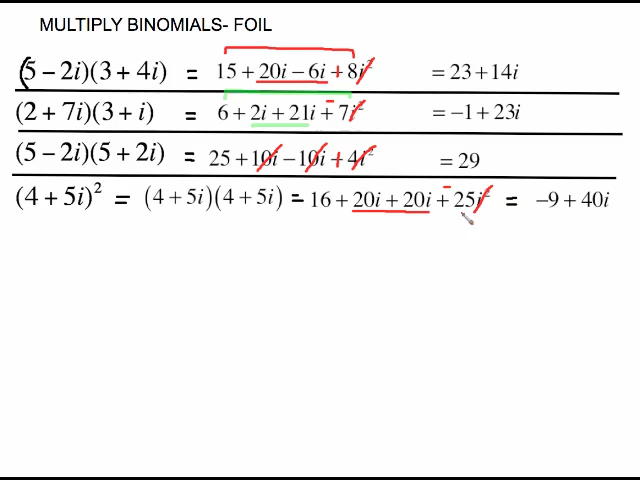 MULTIPLY BINOMIALS- FOIL
(5 − 2i)(3 + 4i) = 15 + 20i − 6i + 8i² = 23 + 14i
(2 + 7i)(3 + i) = 6 + 2i + 21i + − 7i² = −1 + 23i
(5 − 2i)(5 + 2i) = 25 + 10i − 10i + 4i² = 29
(4 + 5i)² = (4 + 5i)(4 + 5i) = 16 + 20i + 20i + − 25i² = −9 + 40i